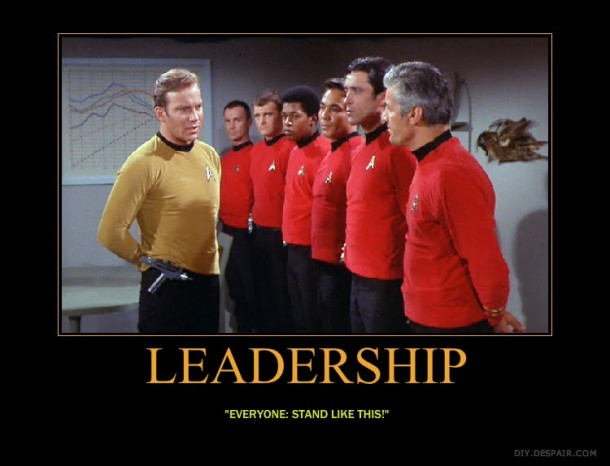 LEADERSHIP
"EVERYONE: STAND LIKE THIS!"
DIY.DESPAIR.COM